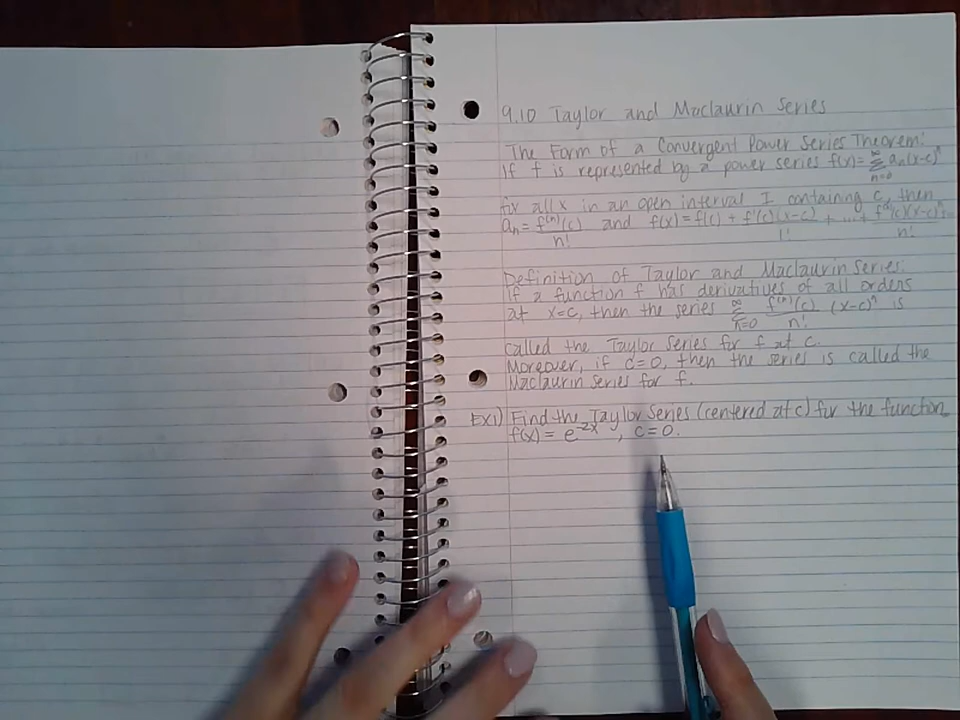 9.10 Taylor and Maclaurin Series
The Form of a Convergent Power Series Theorem:
If f is represented by a power series f(x)= ∞Σn=0 an(x-c)^n
for all x in an open interval I containing c, then
an = f^(n)(c)/n! and f(x) = f(c) + f'(c)(x-c)/1! + ... + f^(n)(c)(x-c)^n/n! ...
Definition of Taylor and Maclaurin Series:
If a function f has derivatives of all orders
at x=c, then the series ∞Σn=0 f^(n)(c)/n! (x-c)^n is
called the Taylor Series for f at c.
Moreover, if c=0, then the series is called the
Maclaurin Series for f.
Ex1) Find the Taylor Series (centered at c) for the function
f(x) = e^-2x, c=0.